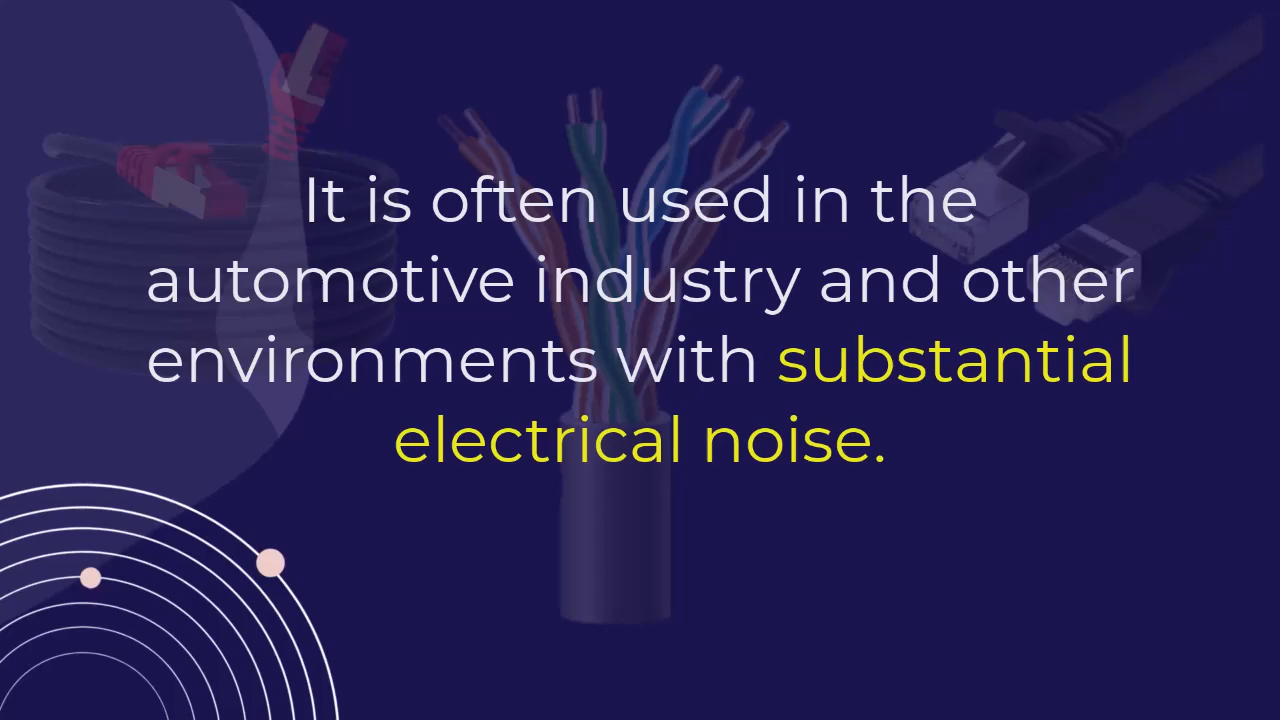 It is often used in the
automotive industry and other
environments with substantial
electrical noise.